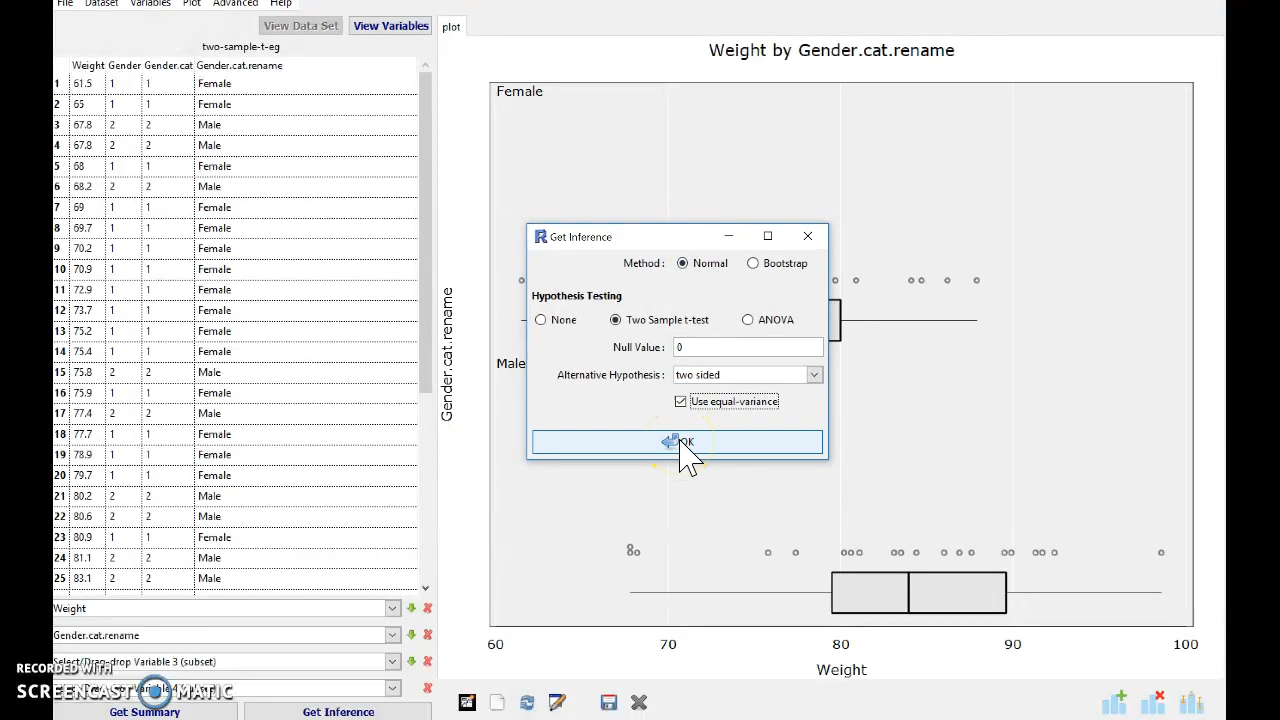 File Dataset Variables Plot Advanced Help
View Data Set View Variables plot
two-sample-t-eg
Weight by Gender.cat.rename
Weight Gender Gender.cat Gender.cat.rename
1 61.5 1 1 Female
2 65 1 1 Female
3 67.8 2 2 Male
4 67.8 2 2 Male
5 68 1 1 Female
6 68.2 2 2 Male
7 69 1 1 Female
8 69.7 1 1 Female
9 70.2 1 1 Female
10 70.9 1 1 Female
11 72.9 1 1 Female
12 73.7 1 1 Female
13 75.2 1 1 Female
14 75.4 1 1 Female
15 75.8 2 2 Male
16 75.9 1 1 Female
17 77.4 2 2 Male
18 77.7 1 1 Female
19 78.9 1 1 Female
20 79.7 1 1 Female
21 80.2 2 2 Male
22 80.6 2 2 Male
23 80.9 1 1 Female
24 81.1 2 2 Male
25 83.1 2 2 Male
Weight
Gender.cat.rename
Select/Drag-drop Variable 3 (subset)
Get Summary Get Inference
Female
Male
Gender.cat.rename
60 70 80 90 100
Weight
Get Inference
Method : Normal Bootstrap
Hypothesis Testing
None Two Sample t-test ANOVA
Null Value : 0
Alternative Hypothesis : two sided
Use equal-variance
OK
RECORDED WITH
SCREENCAST MATIC